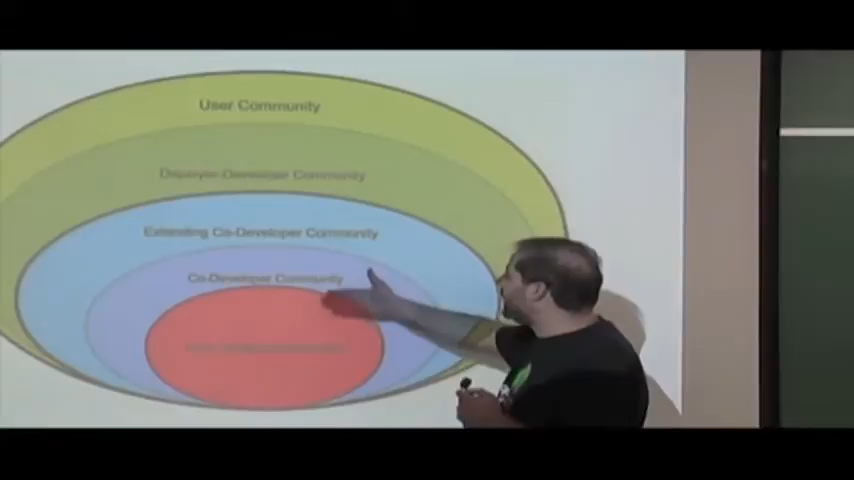 User Community
Deployer-Developer Community
Extending Co-Developer Community
Co-Developer Community